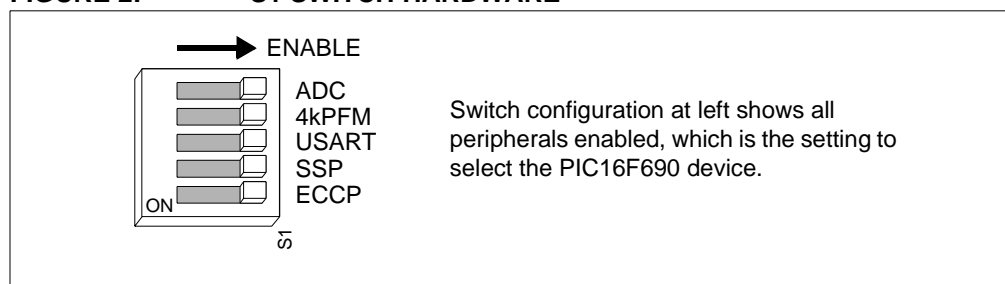 ENABLE
ADC
4kPFM
USART
SSP
ECCP
ON
S1
Switch configuration at left shows all
peripherals enabled, which is the setting to
select the PIC16F690 device.